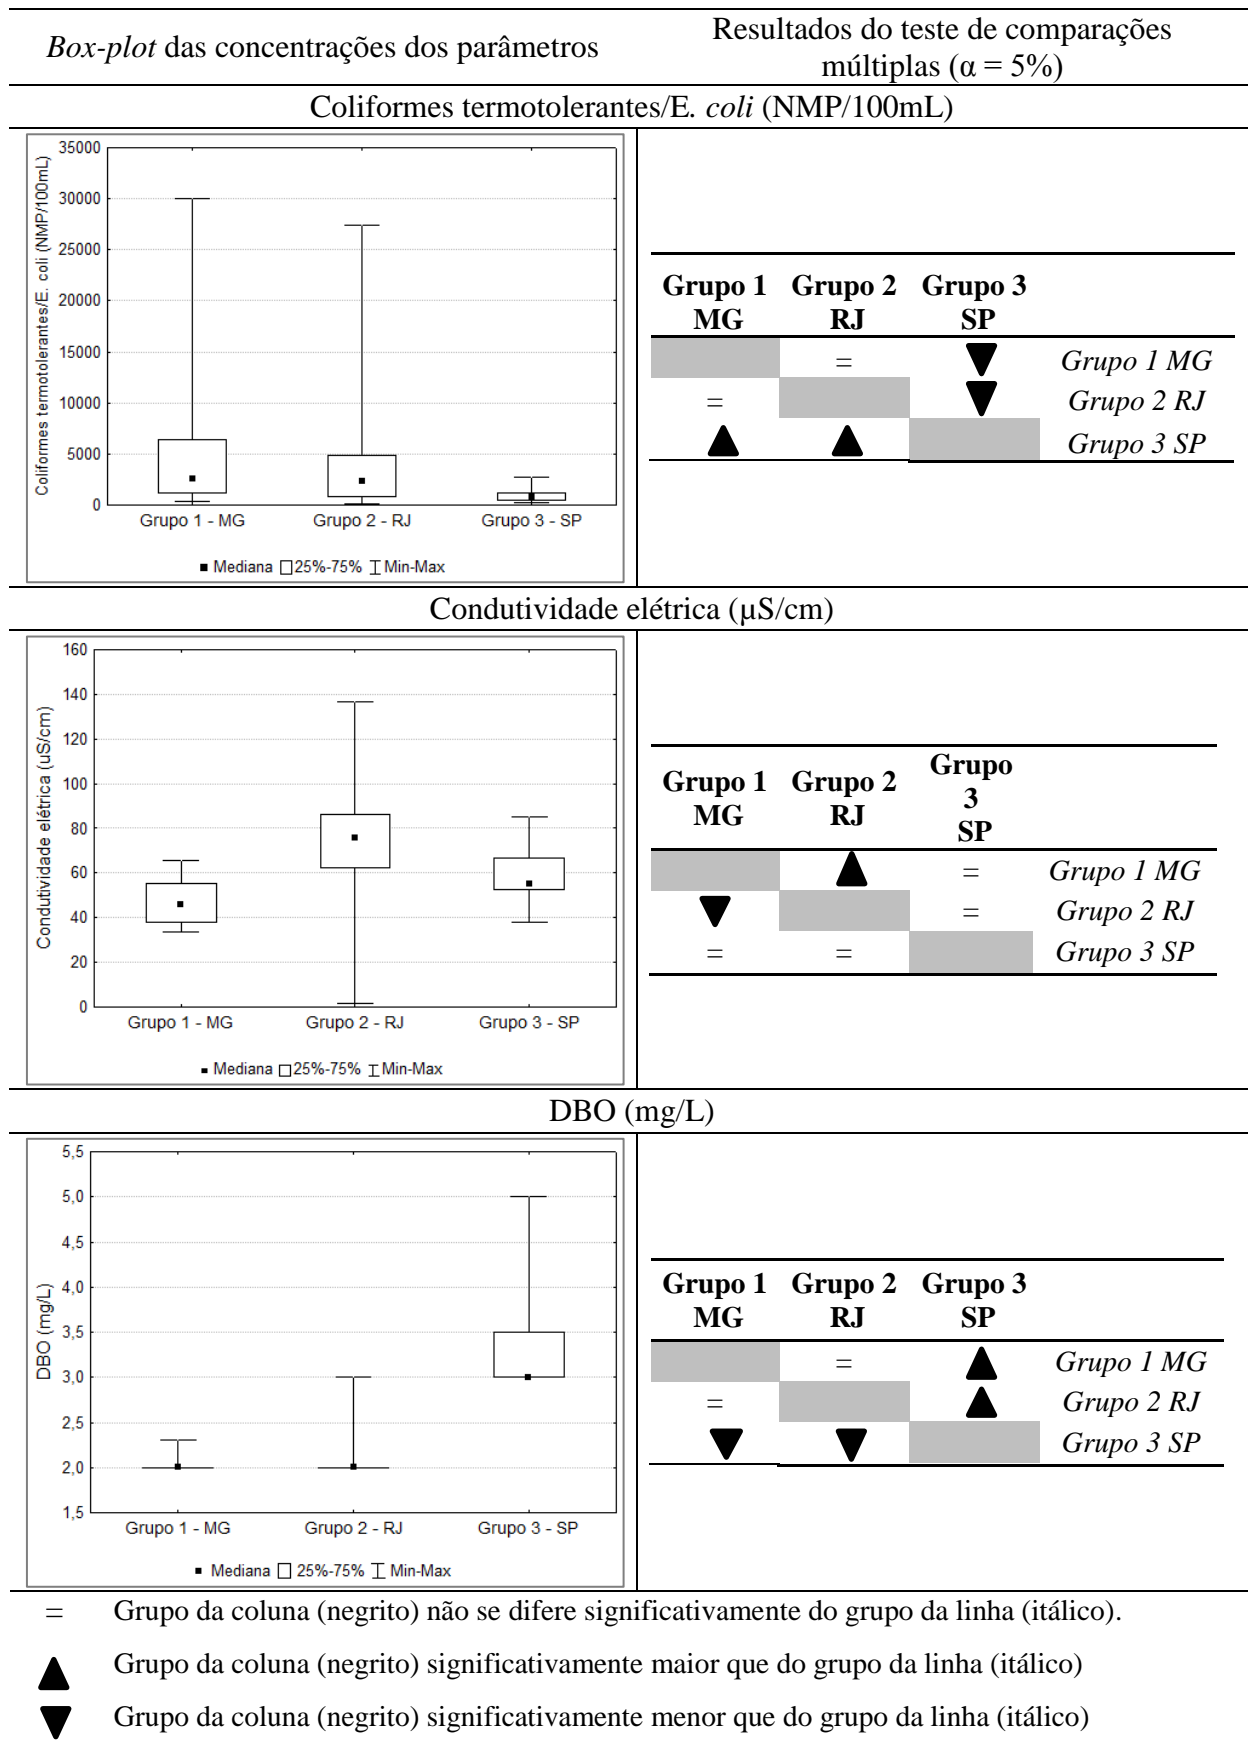 Box-plot das concentrações dos parâmetros
Resultados do teste de comparações
múltiplas (α = 5%)
Coliformes termotolerantes/E. coli (NMP/100mL)
Coliformes termotolerantes/E. coli (NMP/100mL)
35000
30000
25000
20000
15000
10000
5000
0
Grupo 1 - MG Grupo 2 - RJ Grupo 3 - SP
Mediana 25%-75% Min-Max
Grupo 1 Grupo 2 Grupo 3
MG RJ SP
= ▼ Grupo 1 MG
= ▼ Grupo 2 RJ
▲ ▲ Grupo 3 SP
Condutividade elétrica (µS/cm)
Condutividade elétrica (uS/cm)
160
140
120
100
80
60
40
20
0
Grupo 1 - MG Grupo 2 - RJ Grupo 3 - SP
Mediana 25%-75% Min-Max
Grupo 1 Grupo 2 Grupo
3
MG RJ SP
▲ = Grupo 1 MG
▼ = Grupo 2 RJ
= = Grupo 3 SP
DBO (mg/L)
DBO (mg/L)
5,5
5,0
4,5
4,0
3,5
3,0
2,5
2,0
1,5
Grupo 1 - MG Grupo 2 - RJ Grupo 3 - SP
Mediana 25%-75% Min-Max
Grupo 1 Grupo 2 Grupo 3
MG RJ SP
= ▲ Grupo 1 MG
= ▲ Grupo 2 RJ
▼ ▼ Grupo 3 SP
= Grupo da coluna (negrito) não se difere significativamente do grupo da linha (itálico).
▲ Grupo da coluna (negrito) significativamente maior que do grupo da linha (itálico)
▼ Grupo da coluna (negrito) significativamente menor que do grupo da linha (itálico)